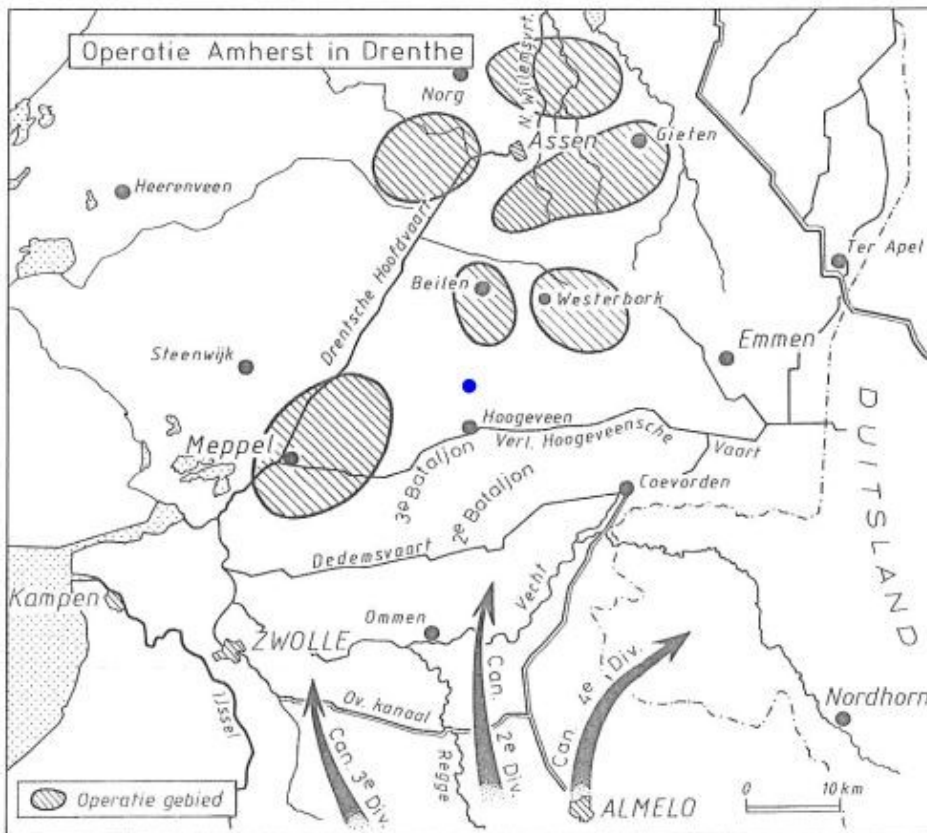 Operatie Amherst in Drenthe
Norg
N. Willemsvrt.
Assen
Gieten
Heerenveen
Drentsche Hoofdvaart
Ter Apel
Beilen
Westerbork
Emmen
Steenwijk
Hoogeveen
Verl. Hoogeveensche
Vaart
Meppel
3e Bataljon
2e Bataljon
Coevorden
DUITSLAND
Dedemsvaart
Vecht
Kampen
Ommen
ZWOLLE
IJssel
Ov. kanaal
Regge
Can. 3e Div.
Can. 2e Div.
Can 4e Div.
Nordhorn
Operatie gebied
ALMELO
0 10 km